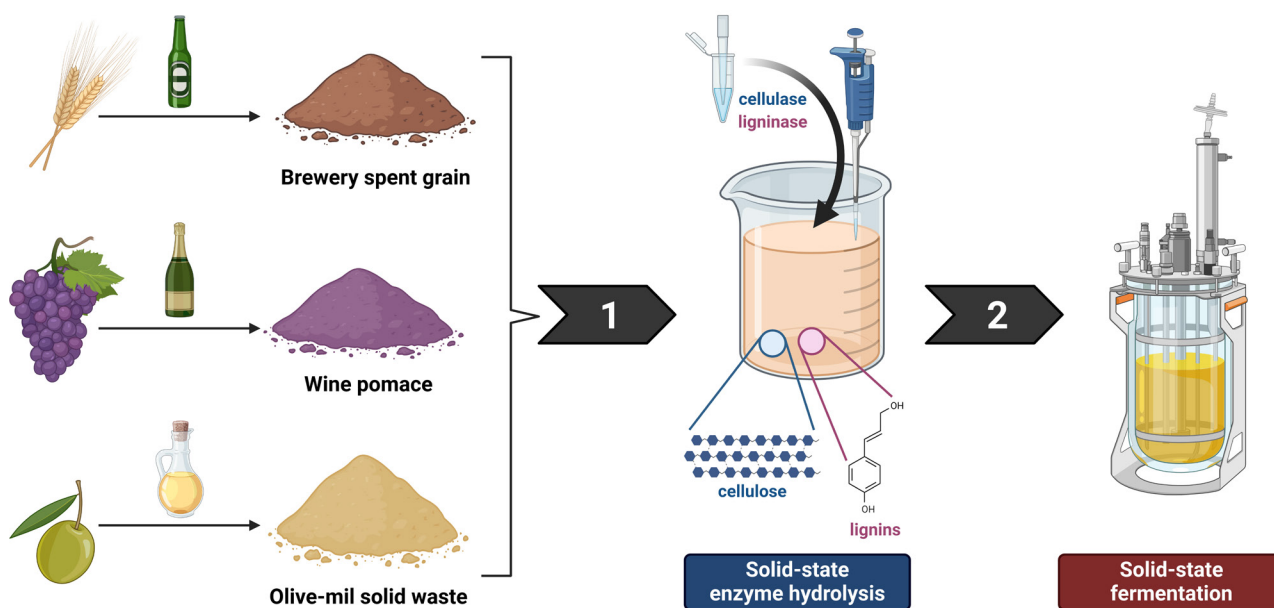 Brewery spent grain
Wine pomace
Olive-mil solid waste
1
cellulase
ligninase
cellulose
OH
OH
lignins
Solid-state
enzyme hydrolysis
2
Solid-state
fermentation